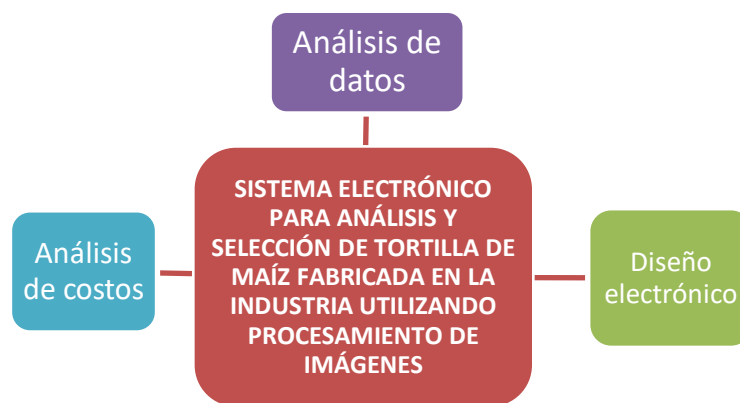 Análisis de
datos
SISTEMA ELECTRÓNICO
PARA ANÁLISIS Y
SELECCIÓN DE TORTILLA DE
MAÍZ FABRICADA EN LA
INDUSTRIA UTILIZANDO
PROCESAMIENTO DE
IMÁGENES
Análisis
de costos
Diseño
electrónico